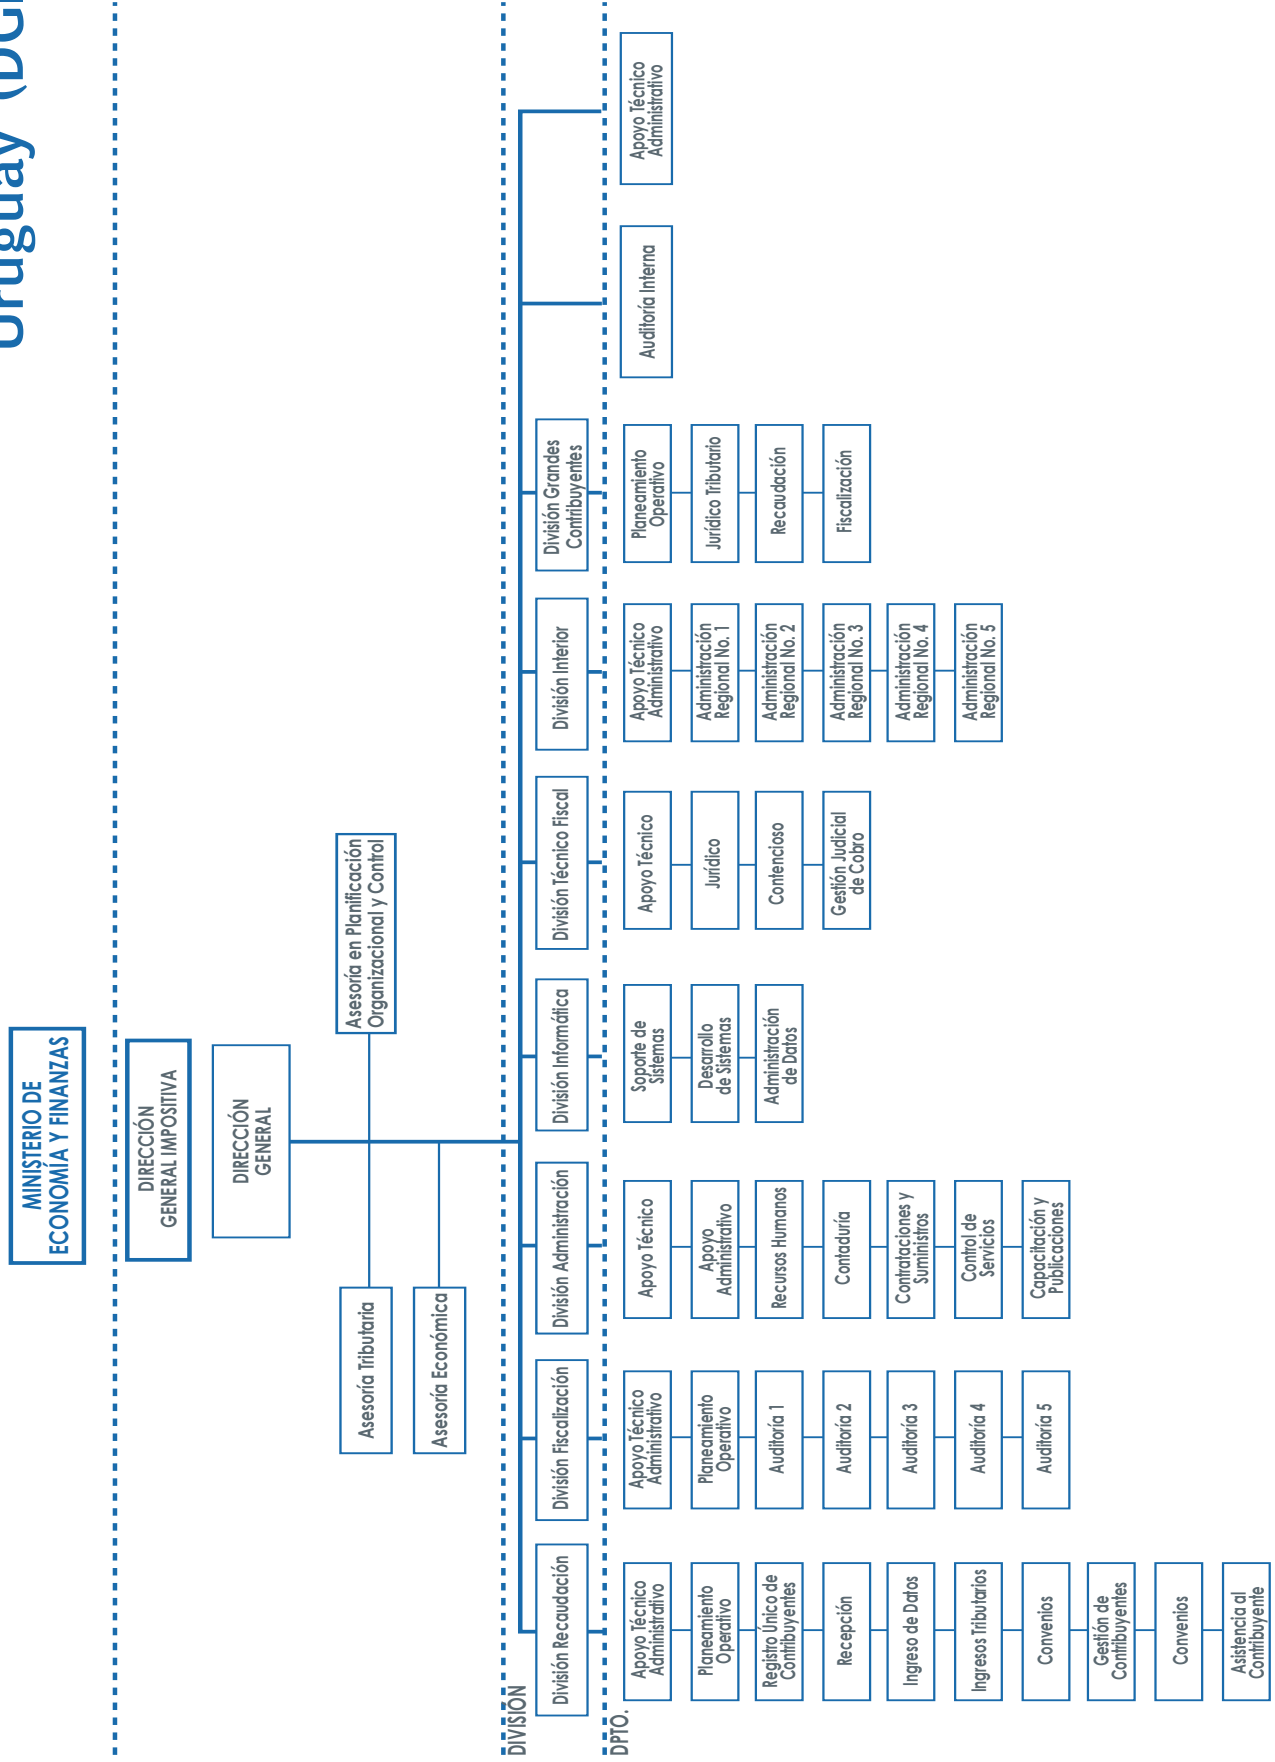 Uruguay (DGI
MINISTERIO DE
ECONOMÍA Y FINANZAS
DIRECCIÓN
GENERAL IMPOSITIVA
DIRECCIÓN
GENERAL
Asesoría Tributaria
Asesoría en Planificación
Organizacional y Control
Asesoría Económica
DIVISION
División Recaudación
División Fiscalización
División Administración
División Informática
División Técnico Fiscal
División Interior
División Grandes
Contribuyentes
DPTO.
Apoyo Técnico
Administrativo
Planeamiento
Operativo
Registro Único de
Contribuyentes
Recepción
Ingreso de Datos
Ingresos Tributarios
Convenios
Gestión de
Contribuyentes
Convenios
Asistencia al
Contribuyente
Apoyo Técnico
Administrativo
Planeamiento
Operativo
Auditoría 1
Auditoría 2
Auditoría 3
Auditoría 4
Auditoría 5
Apoyo Técnico
Apoyo
Administrativo
Recursos Humanos
Contaduría
Contrataciones y
Suministros
Control de
Servicios
Capacitación y
Publicaciones
Soporte de
Sistemas
Desarrollo
de Sistemas
Administración
de Datos
Apoyo Técnico
Jurídico
Contencioso
Gestión Judicial
de Cobro
Apoyo Técnico
Administrativo
Administración
Regional No. 1
Administración
Regional No. 2
Administración
Regional No. 3
Administración
Regional No. 4
Administración
Regional No. 5
Planeamiento
Operativo
Jurídico Tributario
Recaudación
Fiscalización
Auditoría Interna
Apoyo Técnico
Administrativo